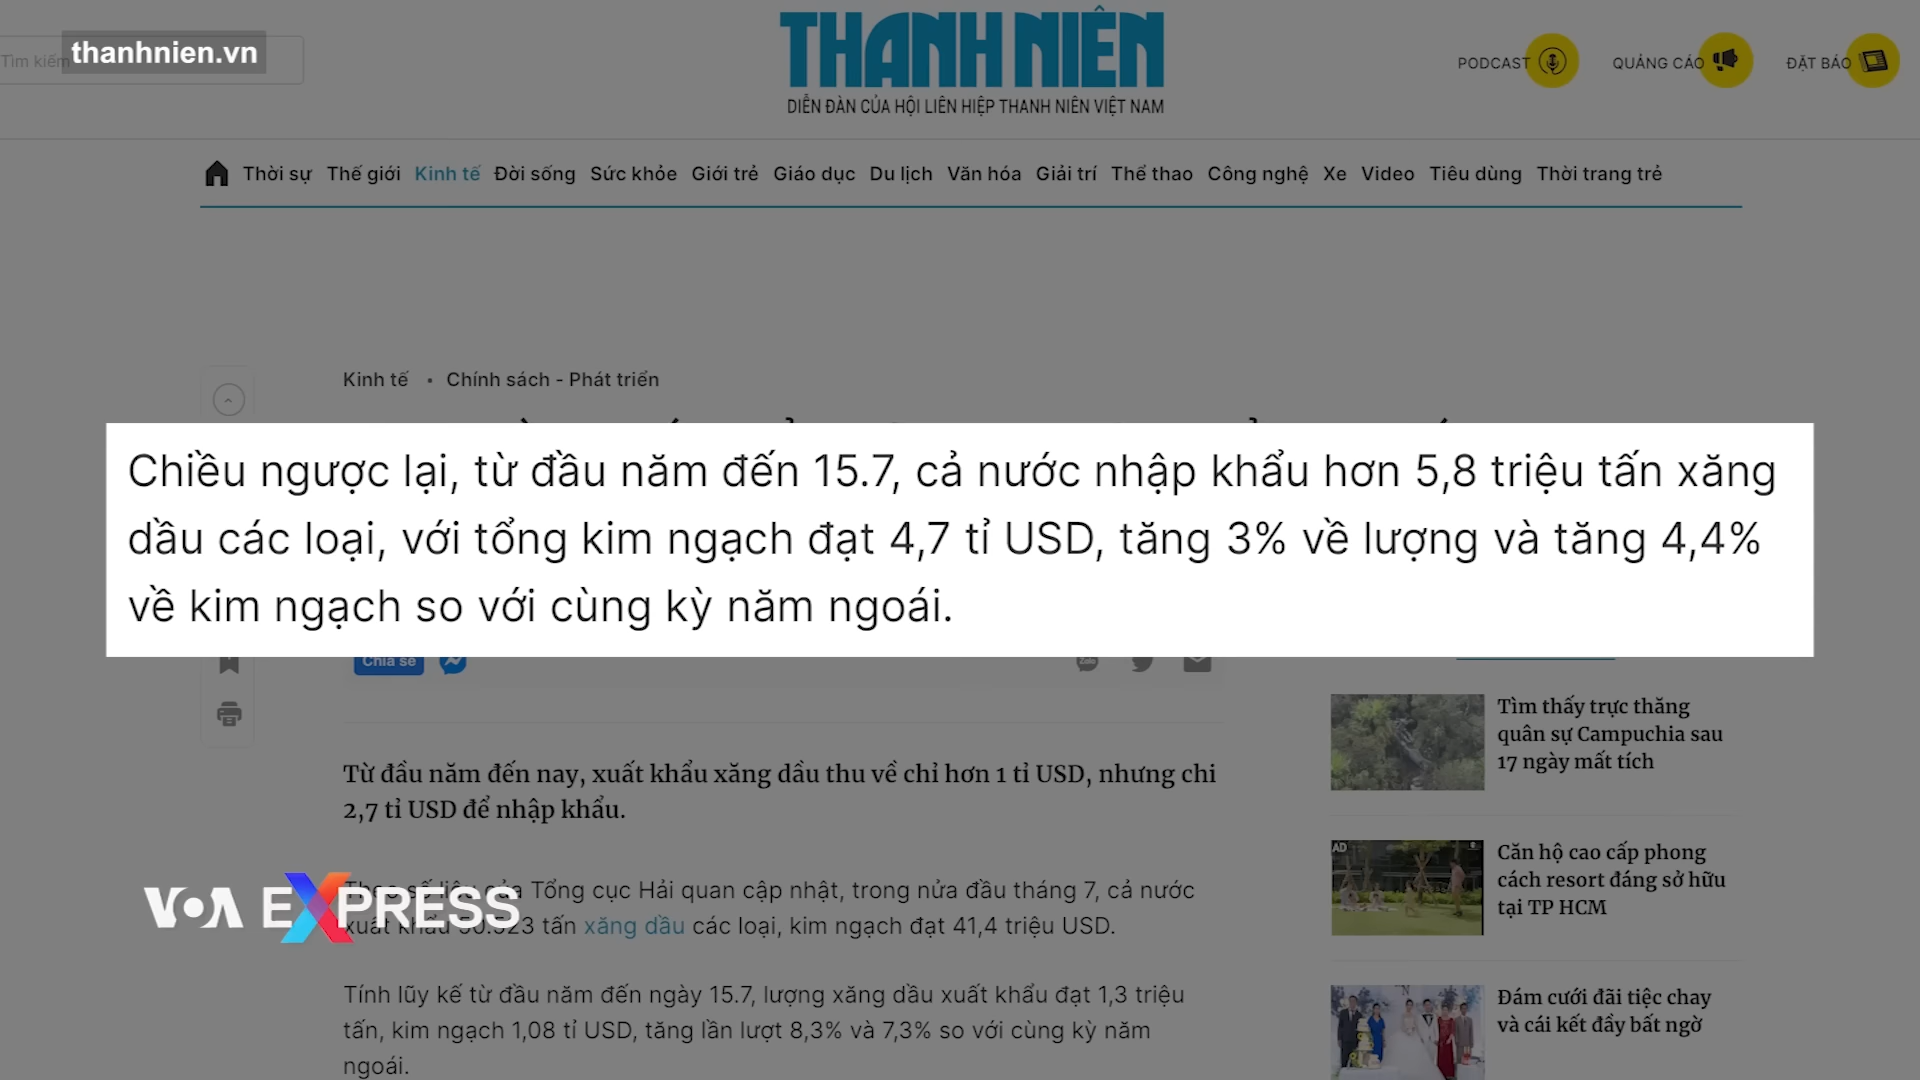 Tìm kiếm
thanhnien.vn
THANH NIÊN
DIỄN ĐÀN CỦA HỘI LIÊN HIỆP THANH NIÊN VIỆT NAM
PODCAST
QUẢNG CÁO
ĐẶT BÁO
Thời sự Thế giới Kinh tế Đời sống Sức khỏe Giới trẻ Giáo dục Du lịch Văn hóa Giải trí Thể thao Công nghệ Xe Video Tiêu dùng Thời trang trẻ
Kinh tế • Chính sách - Phát triển
Chiều ngược lại, từ đầu năm đến 15.7, cả nước nhập khẩu hơn 5,8 triệu tấn xăng
dầu các loại, với tổng kim ngạch đạt 4,7 tỉ USD, tăng 3% về lượng và tăng 4,4%
về kim ngạch so với cùng kỳ năm ngoái.
Chia sẻ
Zalo
Từ đầu năm đến nay, xuất khẩu xăng dầu thu về chỉ hơn 1 tỉ USD, nhưng chi
2,7 tỉ USD để nhập khẩu.
Theo số liệu của Tổng cục Hải quan cập nhật, trong nửa đầu tháng 7, cả nước
xuất khẩu tấn xăng dầu các loại, kim ngạch đạt 41,4 triệu USD.
VOA EXPRESS
Tính lũy kế từ đầu năm đến ngày 15.7, lượng xăng dầu xuất khẩu đạt 1,3 triệu
tấn, kim ngạch 1,08 tỉ USD, tăng lần lượt 8,3% và 7,3% so với cùng kỳ năm
ngoái.
Tìm thấy trực thăng
quân sự Campuchia sau
17 ngày mất tích
AD
Căn hộ cao cấp phong
cách resort đáng sở hữu
tại TP HCM
Đám cưới đãi tiệc chay
và cái kết đầy bất ngờ